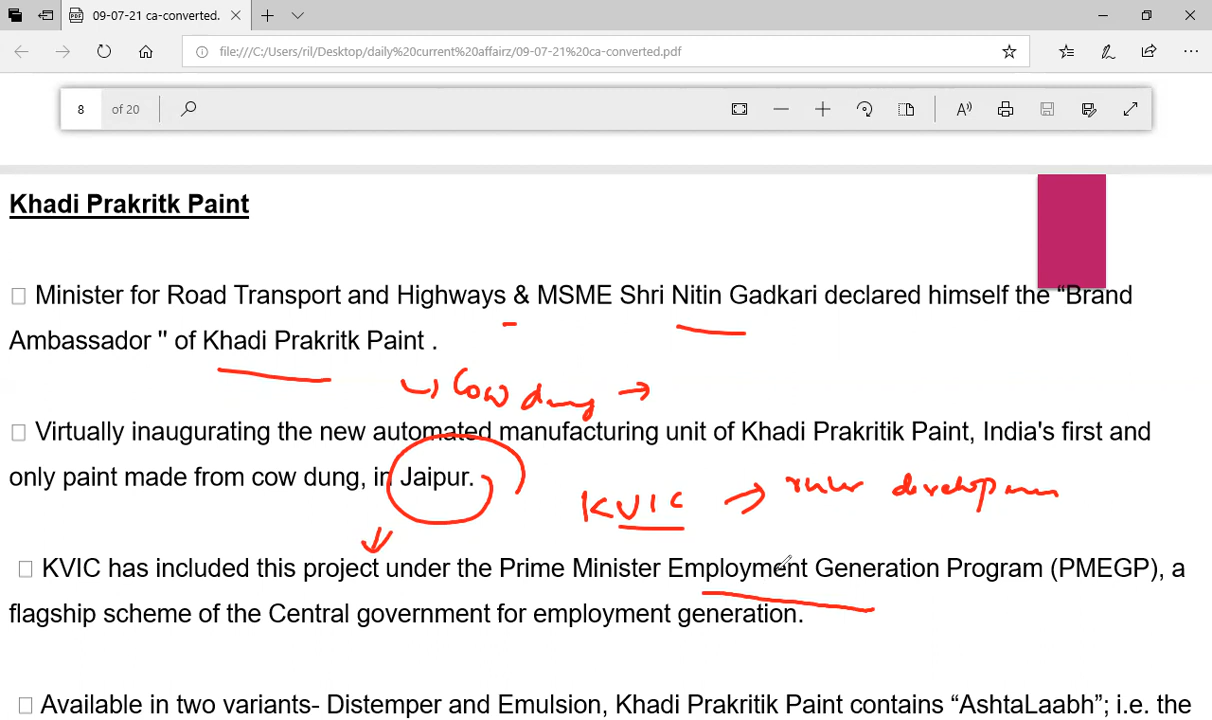 09-07-21 ca-converted.
file:///C:/Users/ril/Desktop/daily%20current%20affairz/09-07-21%20ca-converted.pdf
8 of 20
Khadi Prakritk Paint
Minister for Road Transport and Highways & MSME Shri Nitin Gadkari declared himself the “Brand
Ambassador " of Khadi Prakritk Paint .
Cow dung
Virtually inaugurating the new automated manufacturing unit of Khadi Prakritik Paint, India's first and
only paint made from cow dung, in Jaipur.
KVIC
KVIC has included this project under the Prime Minister Employment Generation Program (PMEGP), a
flagship scheme of the Central government for employment generation.
Available in two variants- Distemper and Emulsion, Khadi Prakritik Paint contains “AshtaLaabh”; i.e. the